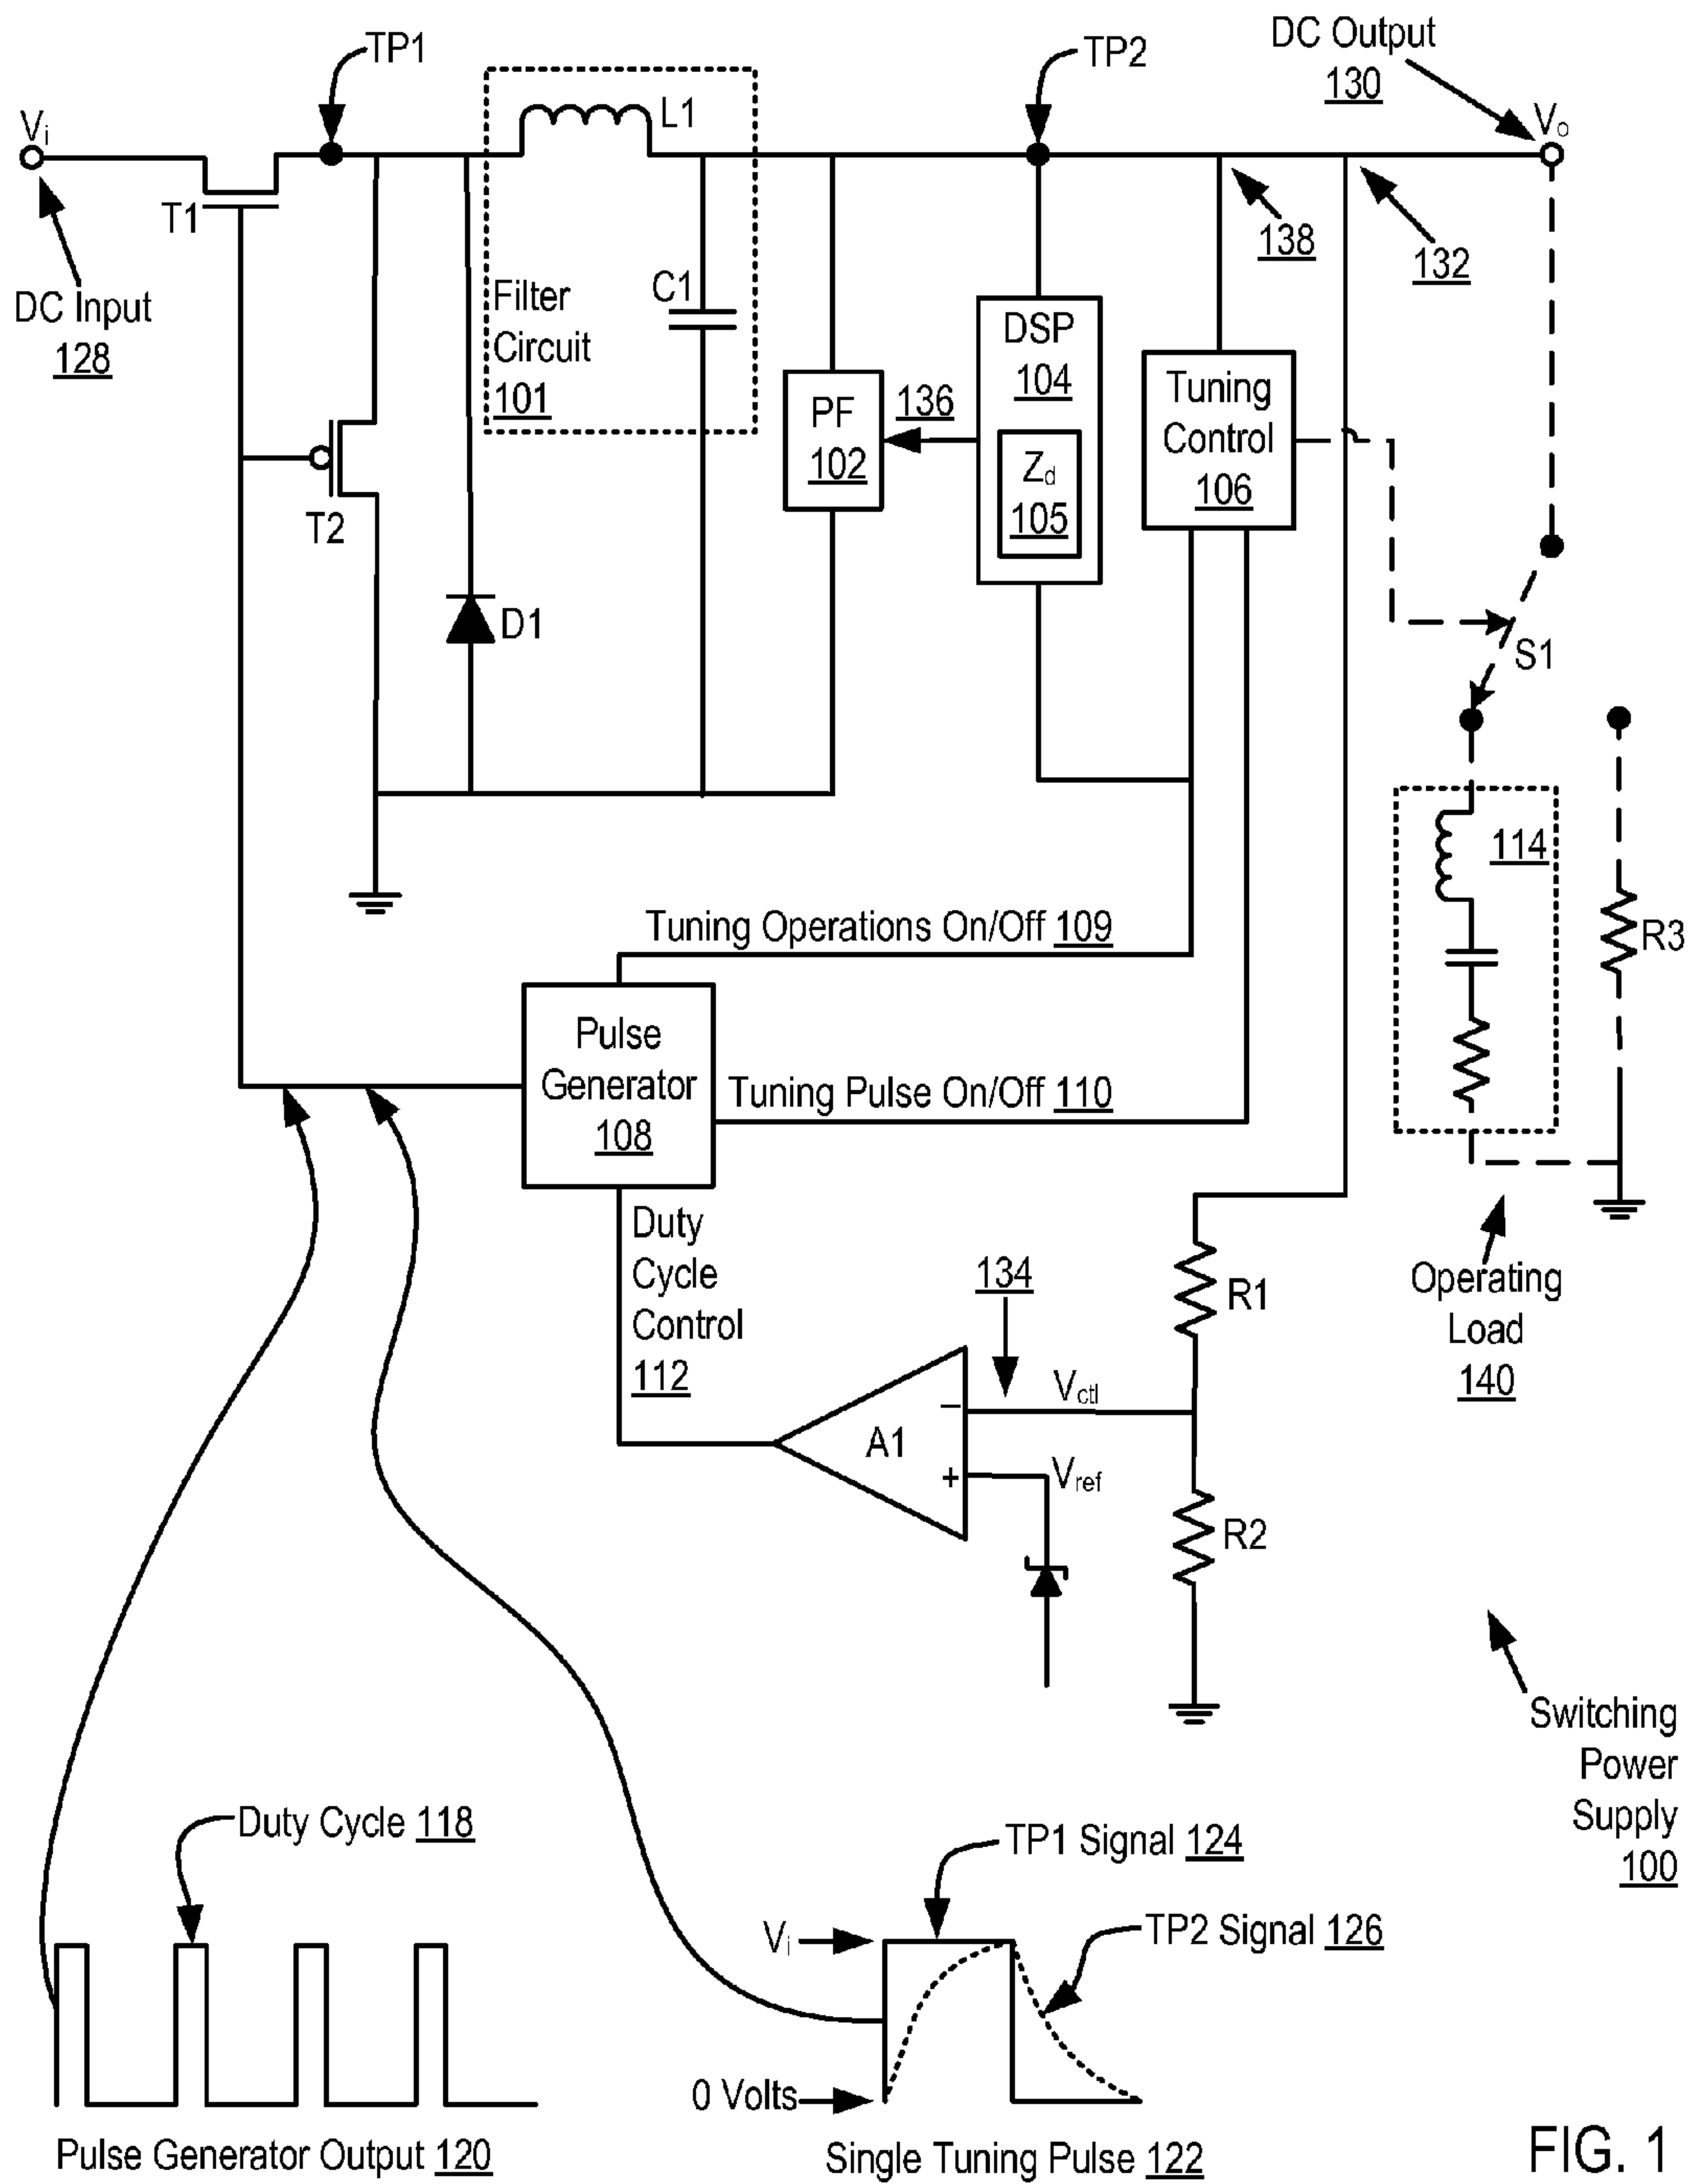 TP1
TP2
DC Output
130
Vi
Vo
L1
T1
138
132
DC Input
128
Filter
Circuit
101
C1
DSP
104
Zd
105
PF
102
136
Tuning
Control
106
T2
D1
S1
114
R3
Tuning Operations On/Off 109
Pulse
Generator
108
Tuning Pulse On/Off 110
Duty
Cycle
Control
112
134
R1
Operating
Load
140
Vctl
A1
−
+
Vref
R2
Switching
Power
Supply
100
Duty Cycle 118
TP1 Signal 124
Vi
TP2 Signal 126
0 Volts
Pulse Generator Output 120
Single Tuning Pulse 122
FIG. 1